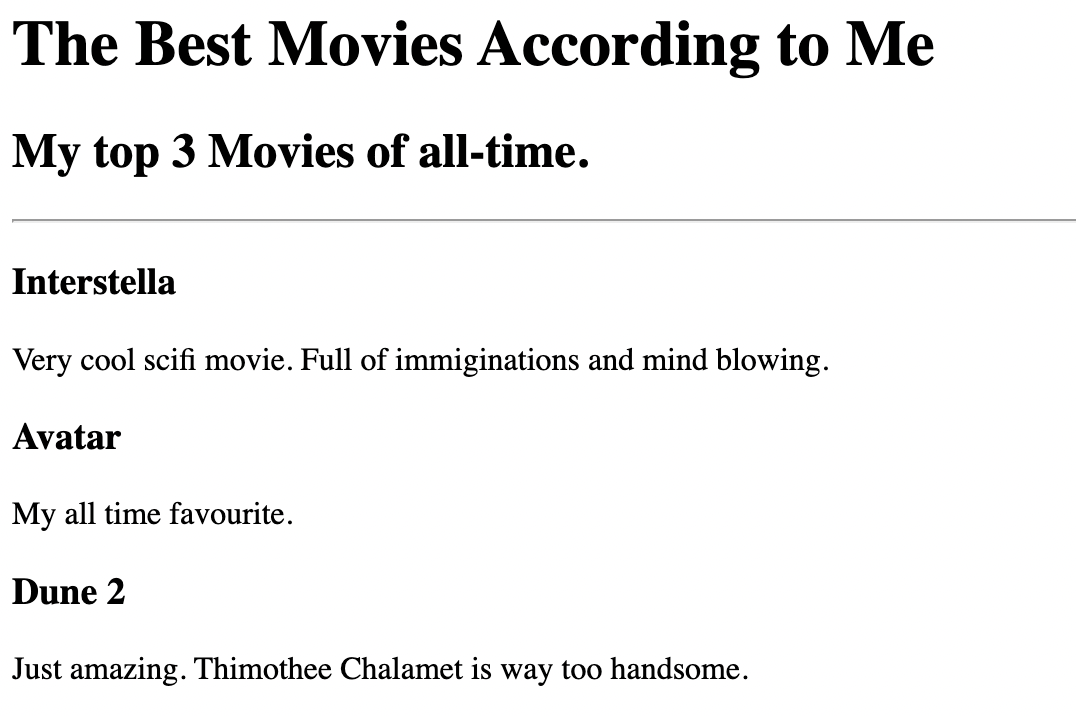 The Best Movies According to Me
My top 3 Movies of all-time.
Interstella
Very cool scifi movie. Full of immiginations and mind blowing.
Avatar
My all time favourite.
Dune 2
Just amazing. Thimothee Chalamet is way too handsome.